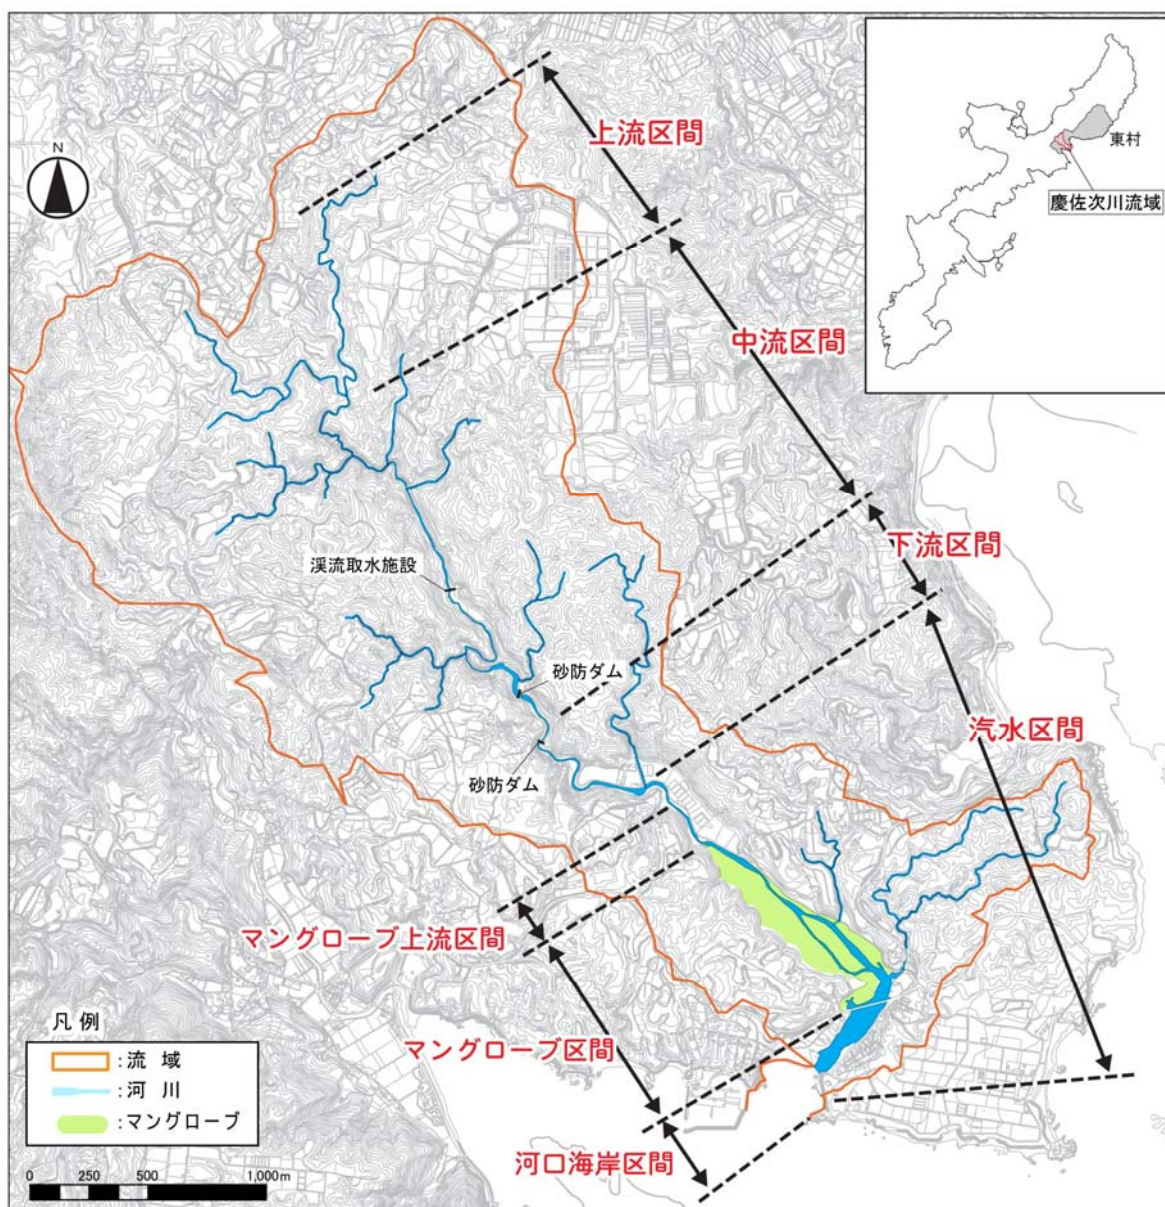 N
上流区間
東村
慶佐次川流域
中流区間
下流区間
渓流取水施設
砂防ダム
汽水区間
砂防ダム
マングローブ上流区間
マングローブ区間
河口海岸区間
凡例
:流 域
:河 川
:マングローブ
0 250 500 1,000m